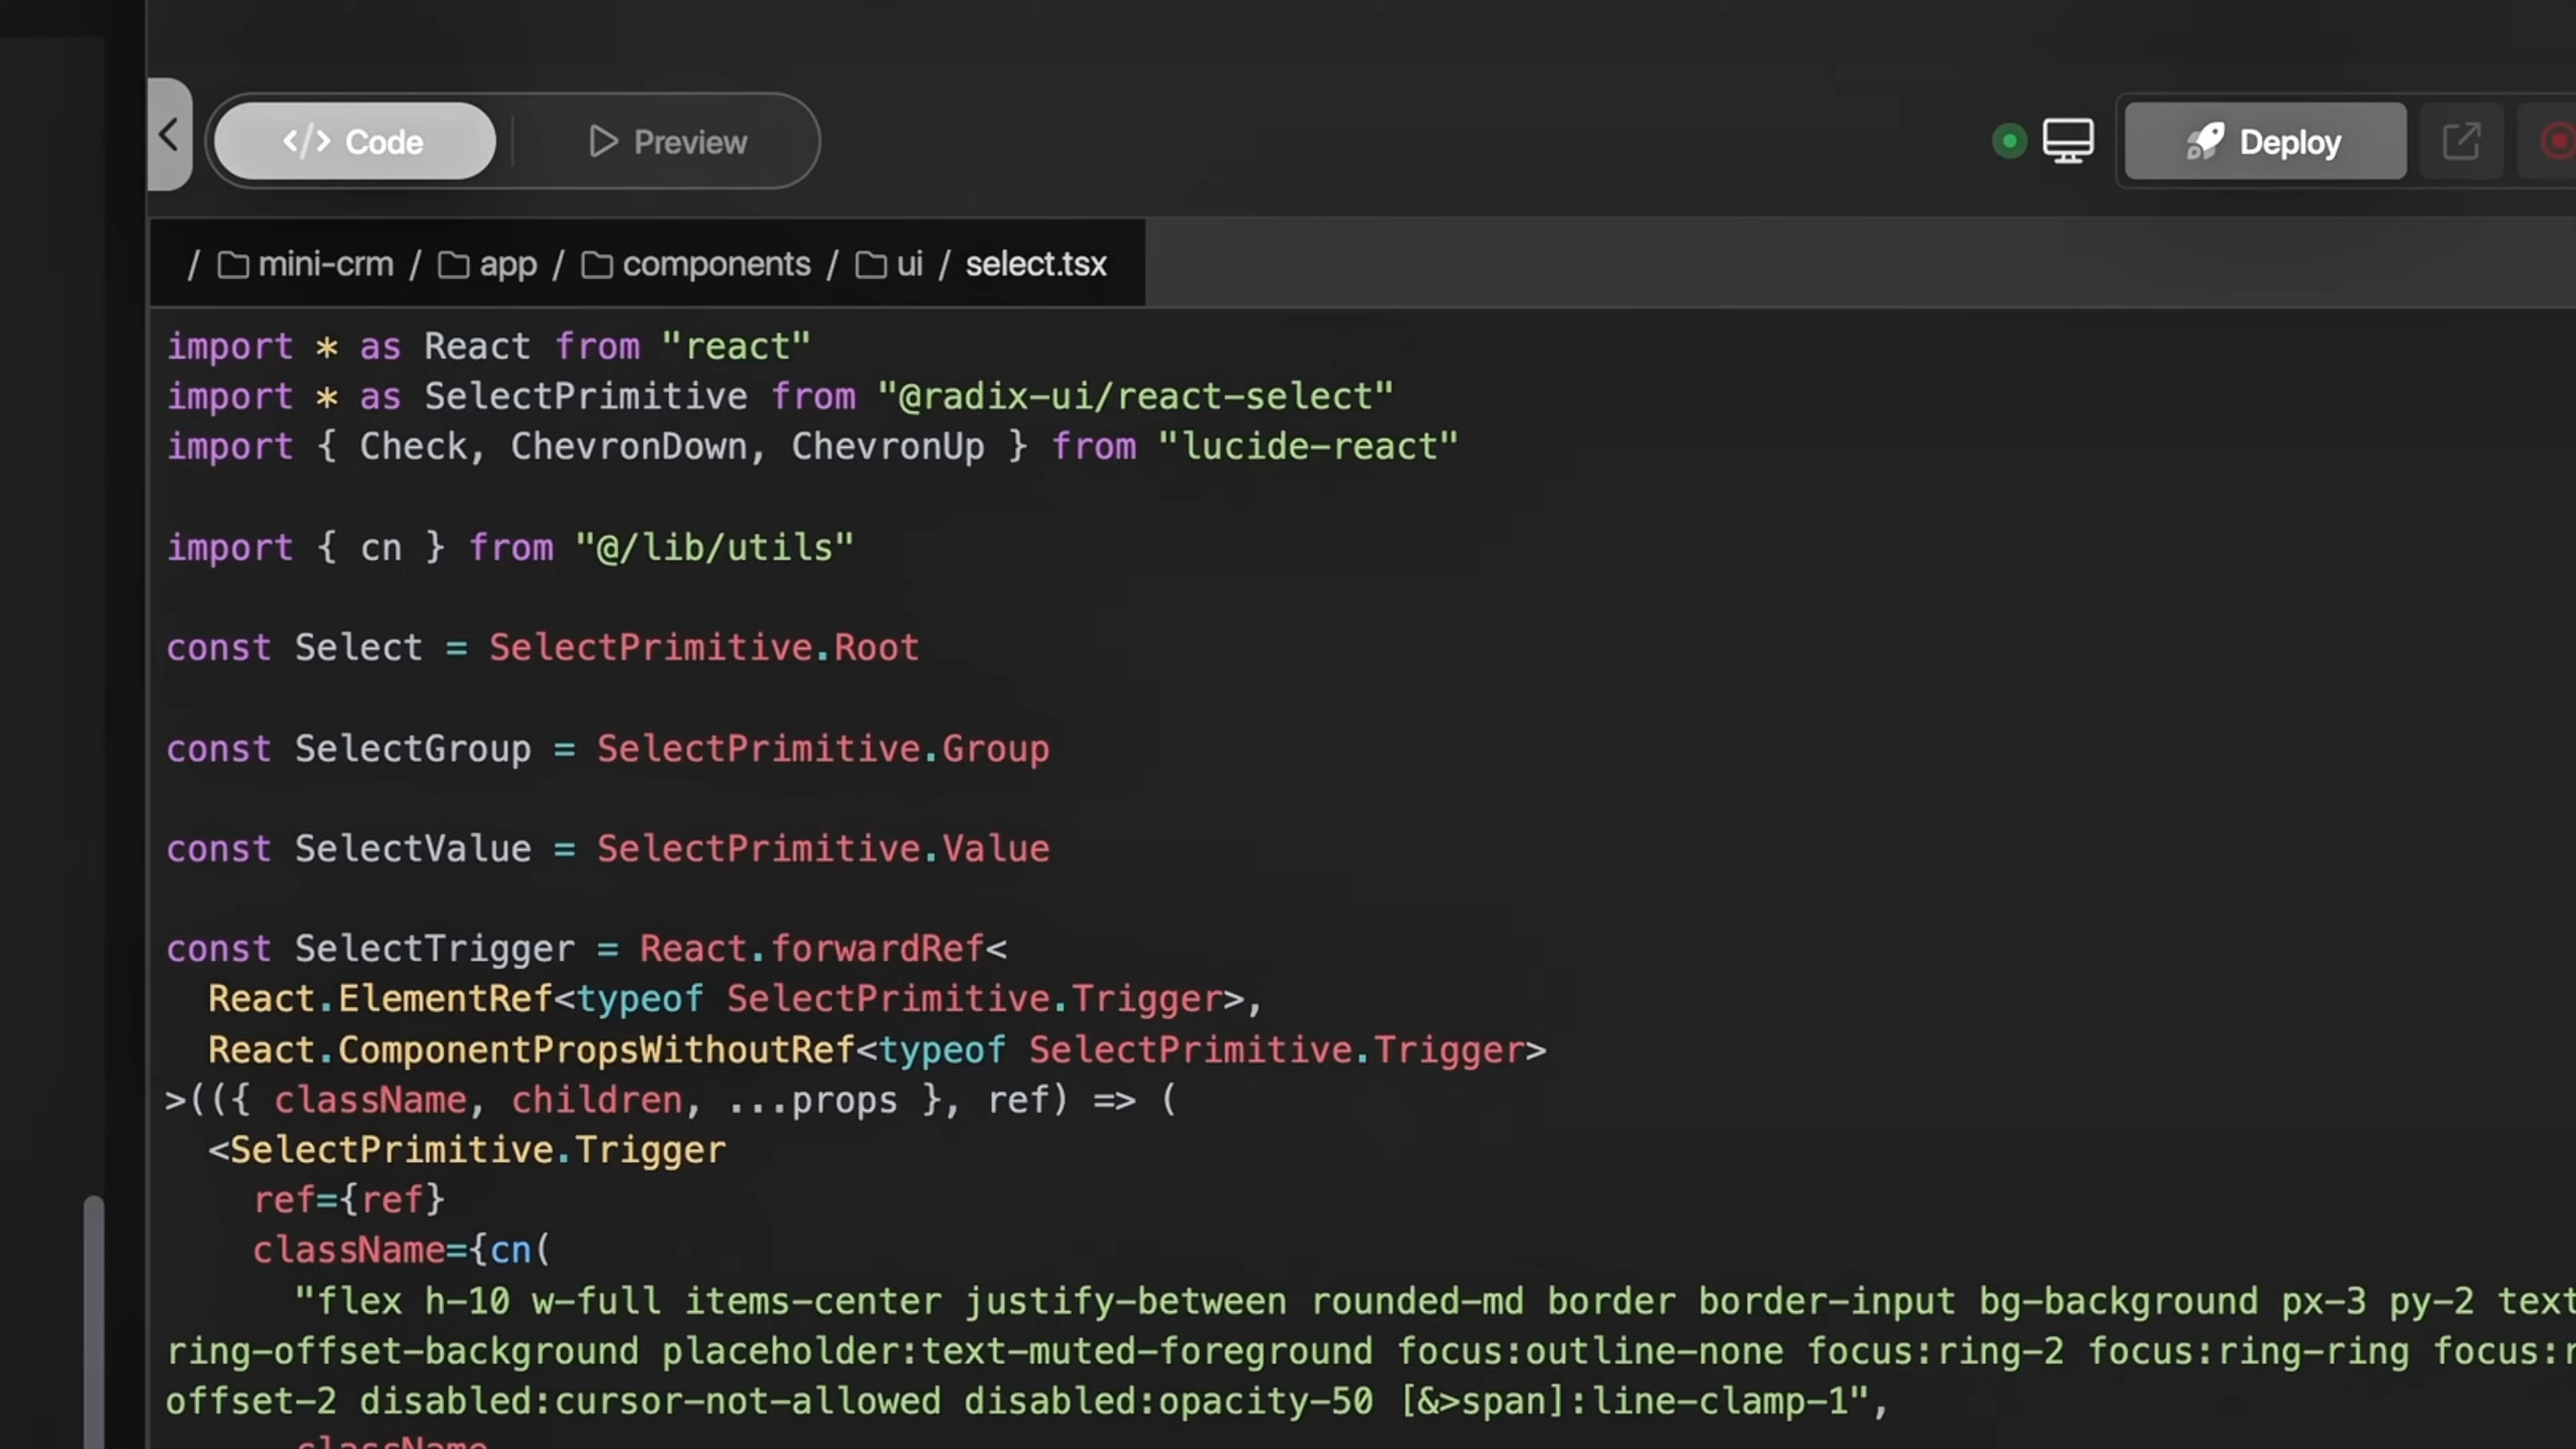 Code Preview Deploy
/ mini-crm / app / components / ui / select.tsx
import * as React from "react"
import * as SelectPrimitive from "@radix-ui/react-select"
import { Check, ChevronDown, ChevronUp } from "lucide-react"
import { cn } from "@/lib/utils"
const Select = SelectPrimitive.Root
const SelectGroup = SelectPrimitive.Group
const SelectValue = SelectPrimitive.Value
const SelectTrigger = React.forwardRef<
React.ElementRef<typeof SelectPrimitive.Trigger>,
React.ComponentPropsWithoutRef<typeof SelectPrimitive.Trigger>
>(({ className, children, ...props }, ref) => (
<SelectPrimitive.Trigger
ref={ref}
className={cn(
"flex h-10 w-full items-center justify-between rounded-md border border-input bg-background px-3 py-2 text
ring-offset-background placeholder:text-muted-foreground focus:outline-none focus:ring-2 focus:ring-ring focus:r
offset-2 disabled:cursor-not-allowed disabled:opacity-50 [&>span]:line-clamp-1",
className